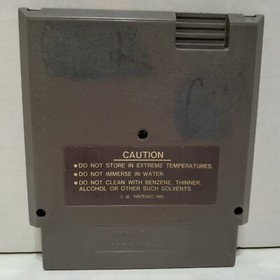 CAUTION
•DO NOT STORE IN EXTREME TEMPERATURES.
•DO NOT IMMERSE IN WATER.
•DO NOT CLEAN WITH BENZENE, THINNER,
ALCOHOL OR OTHER SUCH SOLVENTS.
NINTENDO